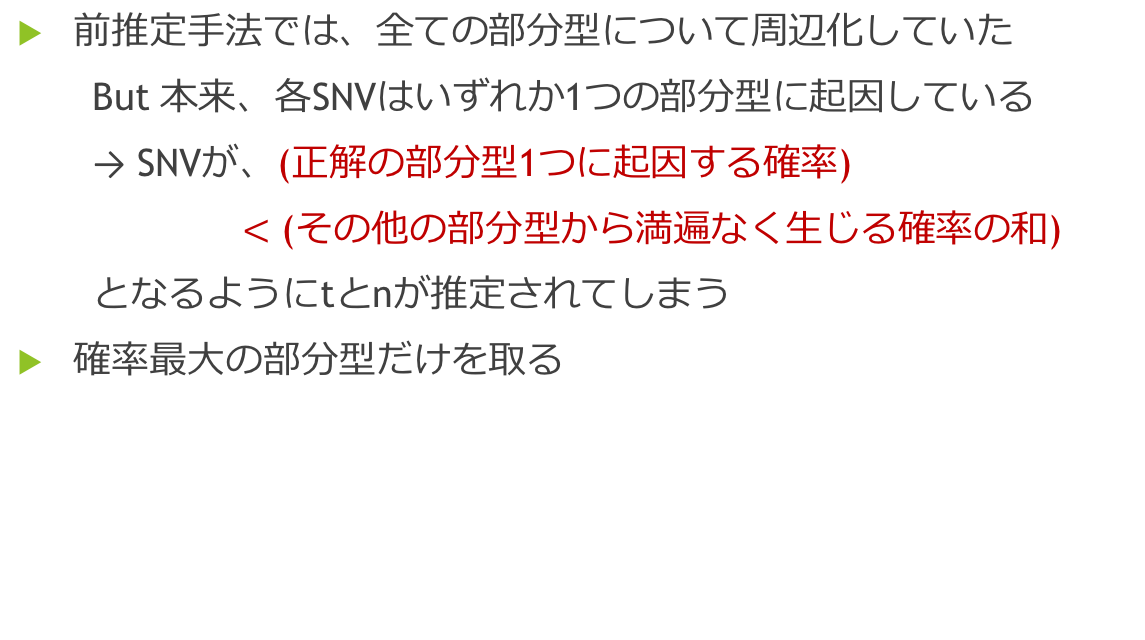 前推定手法では、全ての部分型について周辺化していた
But 本来、各SNVはいずれか1つの部分型に起因している
→ SNVが、(正解の部分型1つに起因する確率)
< (その他の部分型から満遍なく生じる確率の和)
となるようにtとnが推定されてしまう
確率最大の部分型だけを取る